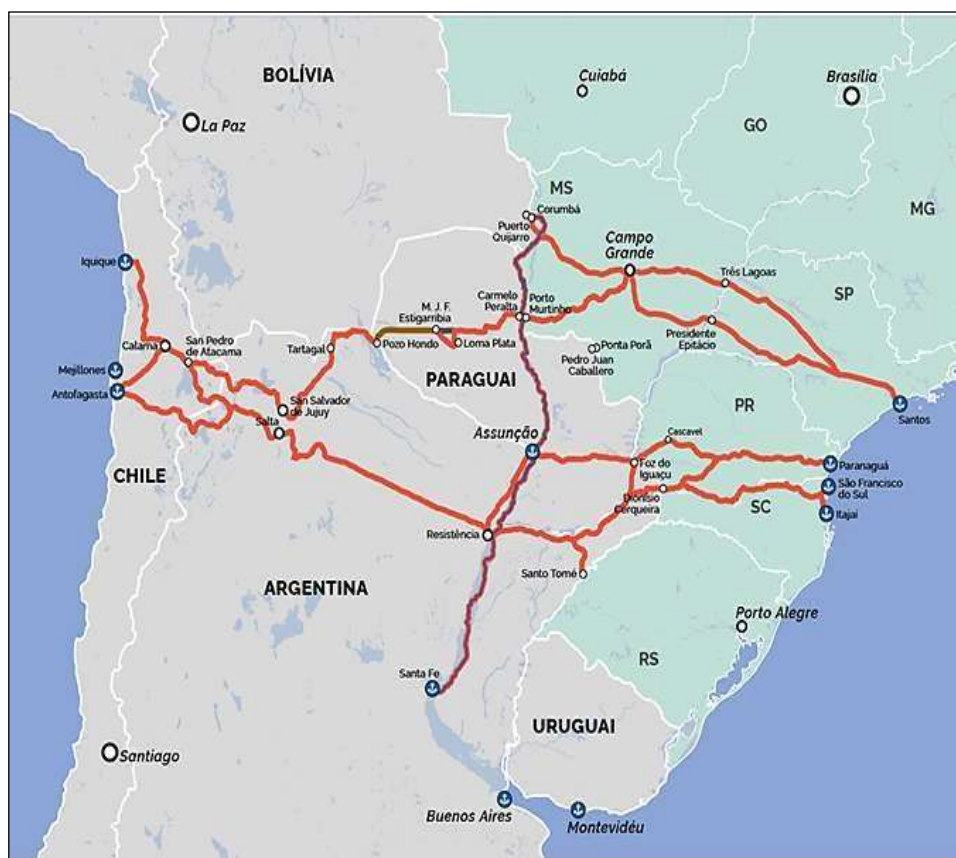 BOLÍVIA
Cuiabá
Brasília
La Paz
GO
MS
MG
Corumbá
Puerto
Quijarro
Campo
Grande
Iquique
Três Lagoas
SP
M. J. F.
Estigarribia
Carmelo
Peralta
Porto
Murtinho
Calama
San Pedro
de Atacama
Tartagal
Pozo Hondo
Loma Plata
Presidente
Epitácio
Ponta Porã
Pedro Juan
Caballero
Mejillones
Antofagasta
PARAGUAI
San Salvador
de Jujuy
Santos
PR
Salta
Assunção
Cascavel
CHILE
Foz do
Iguaçu
Paranaguá
São Francisco
do Sul
Dionísio
Cerqueira
SC
Itajaí
Resistência
Santo Tomé
ARGENTINA
Porto Alegre
RS
Santa Fe
URUGUAI
Santiago
Buenos Aires
Montevidéu